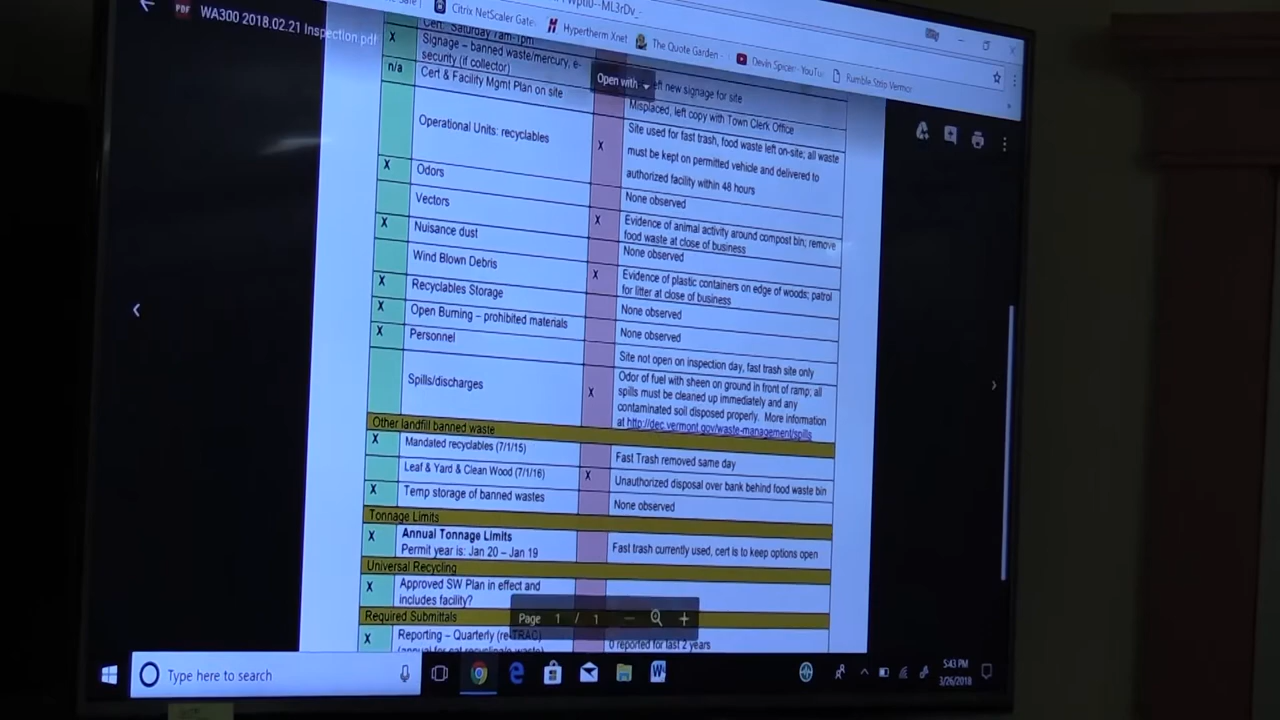 Citrix NetScaler Gate
Hypertherm Xnet
The Quote Garden -
Devin Spicer - YouTu
Rumble Strip Vermor
PDF WA300 2018.02.21 Inspection.pdf
Open with
Cert: Saturday 7am-1pm
X Signage – banned waste/mercury, e-
security (if collector)
new signage for site
n/a Cert & Facility Mgmt Plan on site
Misplaced, left copy with Town Clerk Office
Operational Units: recyclables
X
Site used for fast trash, food waste left on-site; all waste
must be kept on permitted vehicle and delivered to
authorized facility within 48 hours
X Odors
None observed
Vectors
X
Evidence of animal activity around compost bin; remove
food waste at close of business
X Nuisance dust
None observed
Wind Blown Debris
X
Evidence of plastic containers on edge of woods; patrol
for litter at close of business
X Recyclables Storage
None observed
X Open Burning – prohibited materials
None observed
X Personnel
Site not open on inspection day, fast trash site only
Spills/discharges
X
Odor of fuel with sheen on ground in front of ramp; all
spills must be cleaned up immediately and any
contaminated soil disposed properly. More information
at http://dec.vermont.gov/waste-management/spills
Other landfill banned waste
X Mandated recyclables (7/1/15)
Fast Trash removed same day
Leaf & Yard & Clean Wood (7/1/16)
X
Unauthorized disposal over bank behind food waste bin
X Temp storage of banned wastes
None observed
Tonnage Limits
X Annual Tonnage Limits
Permit year is: Jan 20 – Jan 19
Fast trash currently used, cert is to keep options open
Universal Recycling
X Approved SW Plan in effect and
includes facility?
Required Submittals
X Reporting – Quarterly (re-TRAC)
0 reported for last 2 years
Page 1 / 1
Type here to search
5:43 PM
3/26/2018